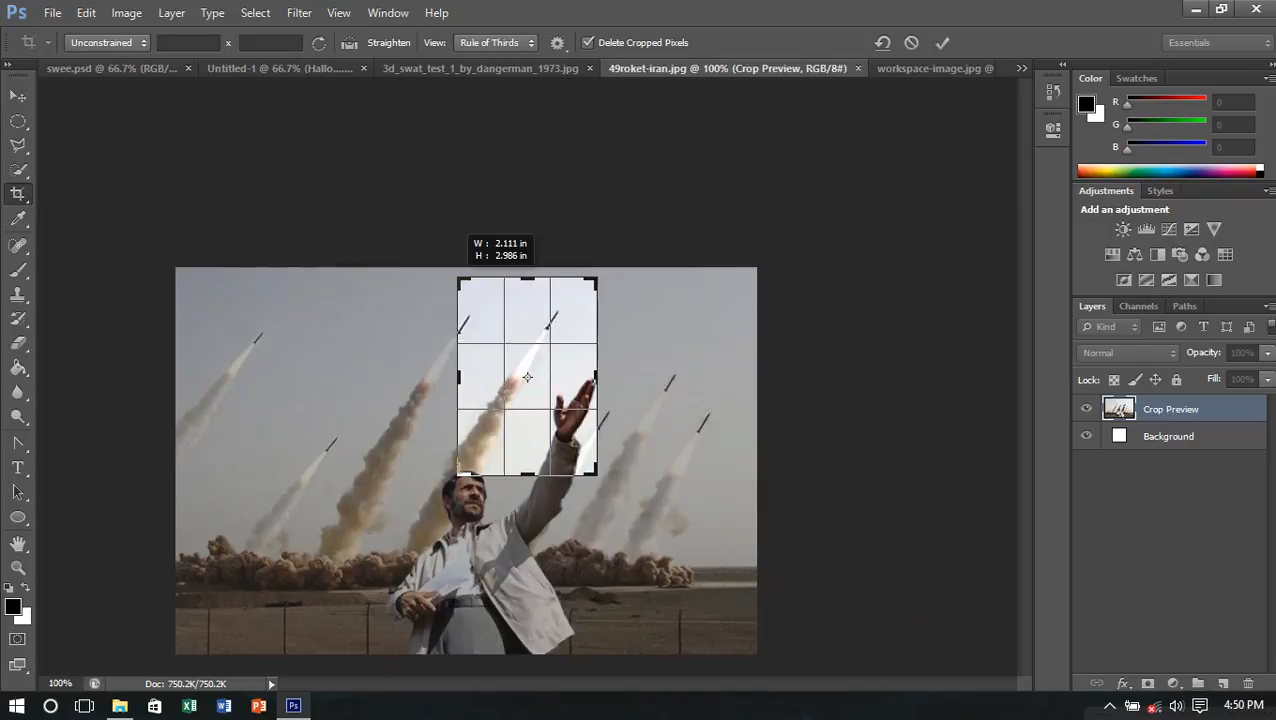 Ps File Edit Image Layer Type Select Filter View Window Help
Unconstrained x Straighten View: Rule of Thirds Delete Cropped Pixels Essentials
swee.psd @ 66.7% (RGB/... × Untitled-1 @ 66.7% (Hallo.... × 3d_swat_test_1_by_dangerman_1973.jpg × 49roket-iran.jpg @ 100% (Crop Preview, RGB/8#) × workspace-image.jpg @
Color Swatches
R 0
G 0
B 0
Adjustments Styles
Add an adjustment
W : 2.111 in
H : 2.986 in
Layers Channels Paths
Kind
Normal Opacity: 100%
Lock: Fill: 100%
Crop Preview
Background
100% Doc: 750.2K/750.2K
4:50 PM